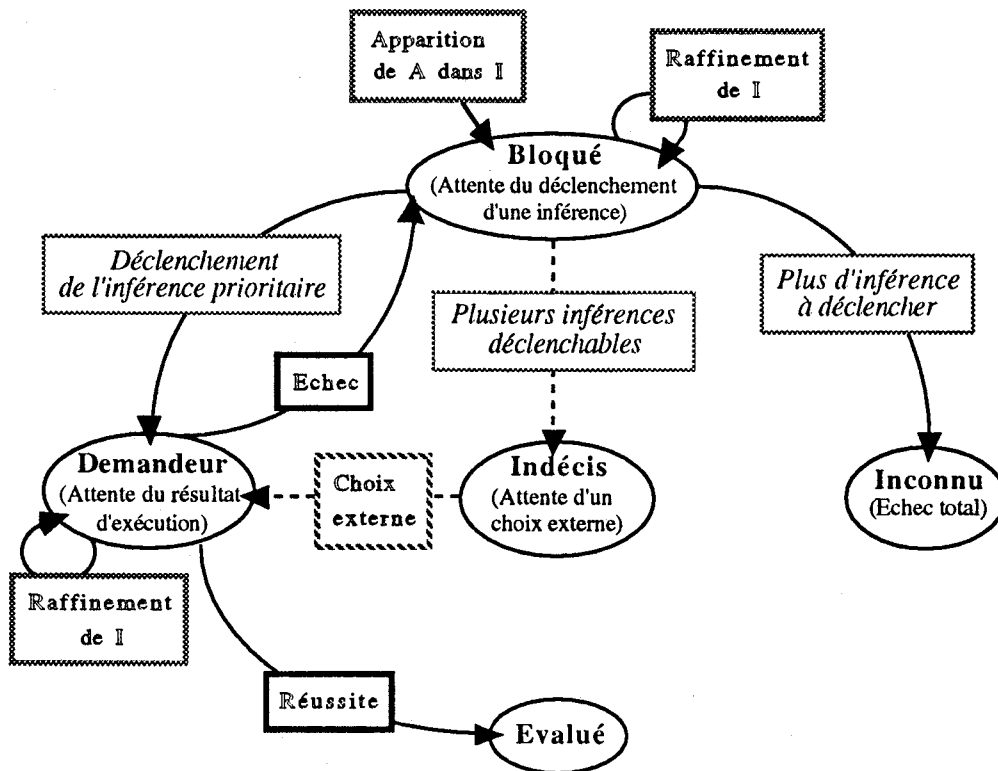 Apparition
de A dans I
Raffinement
de I
Bloqué
(Attente du déclenchement
d'une inférence)
Déclenchement
de l'inférence prioritaire
Plusieurs inférences
déclenchables
Plus d'inférence
à déclencher
Echec
Demandeur
(Attente du résultat
d'exécution)
Choix
externe
Indécis
(Attente d'un
choix externe)
Inconnu
(Echec total)
Raffinement
de I
Réussite
Evalué